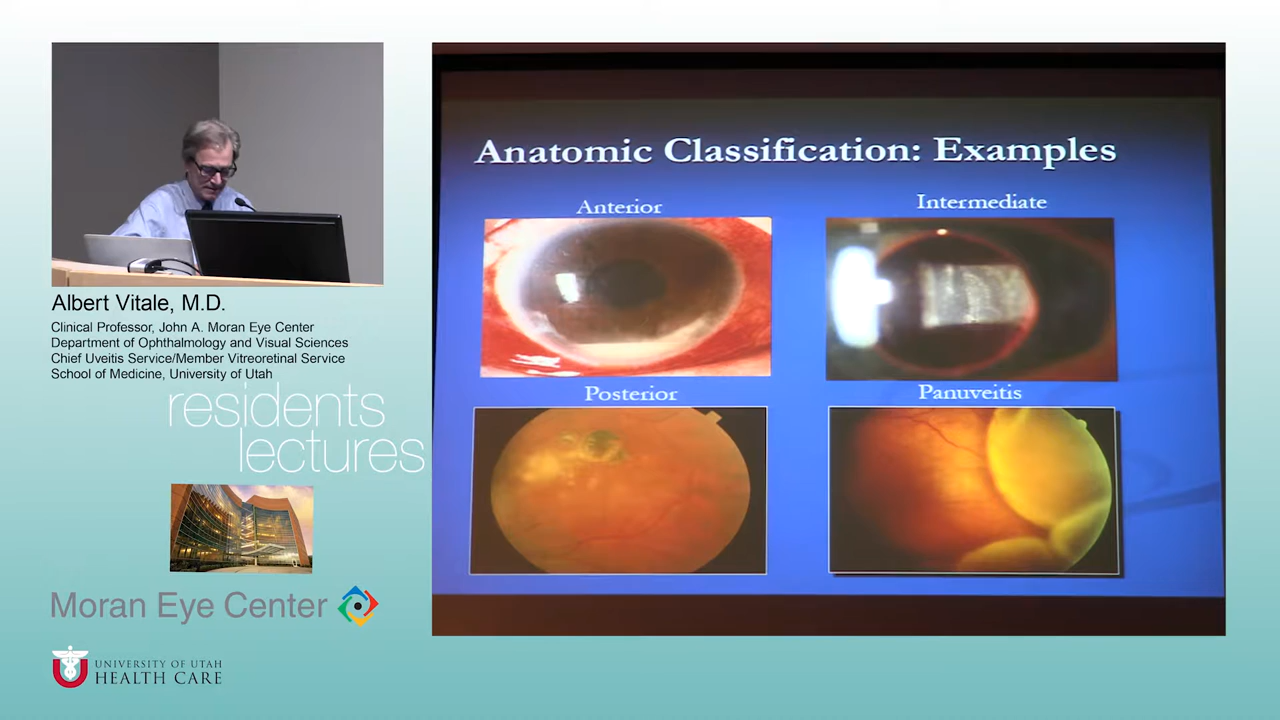 Albert Vitale, M.D.
Clinical Professor, John A. Moran Eye Center
Department of Ophthalmology and Visual Sciences
Chief Uveitis Service/Member Vitreoretinal Service
School of Medicine, University of Utah
residents
lectures
Moran Eye Center
UNIVERSITY OF UTAH
HEALTH CARE
Anatomic Classification: Examples
Anterior
Intermediate
Posterior
Panuveitis